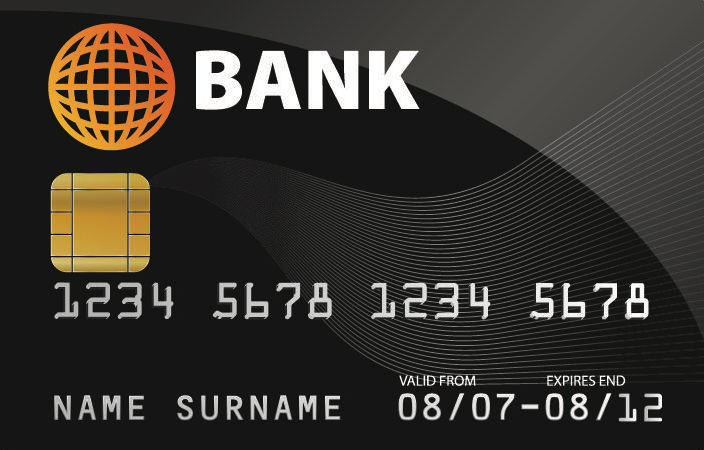 BANK
1234 5678 1234 5678
VALID FROM EXPIRES END
NAME SURNAME 08/07-08/12